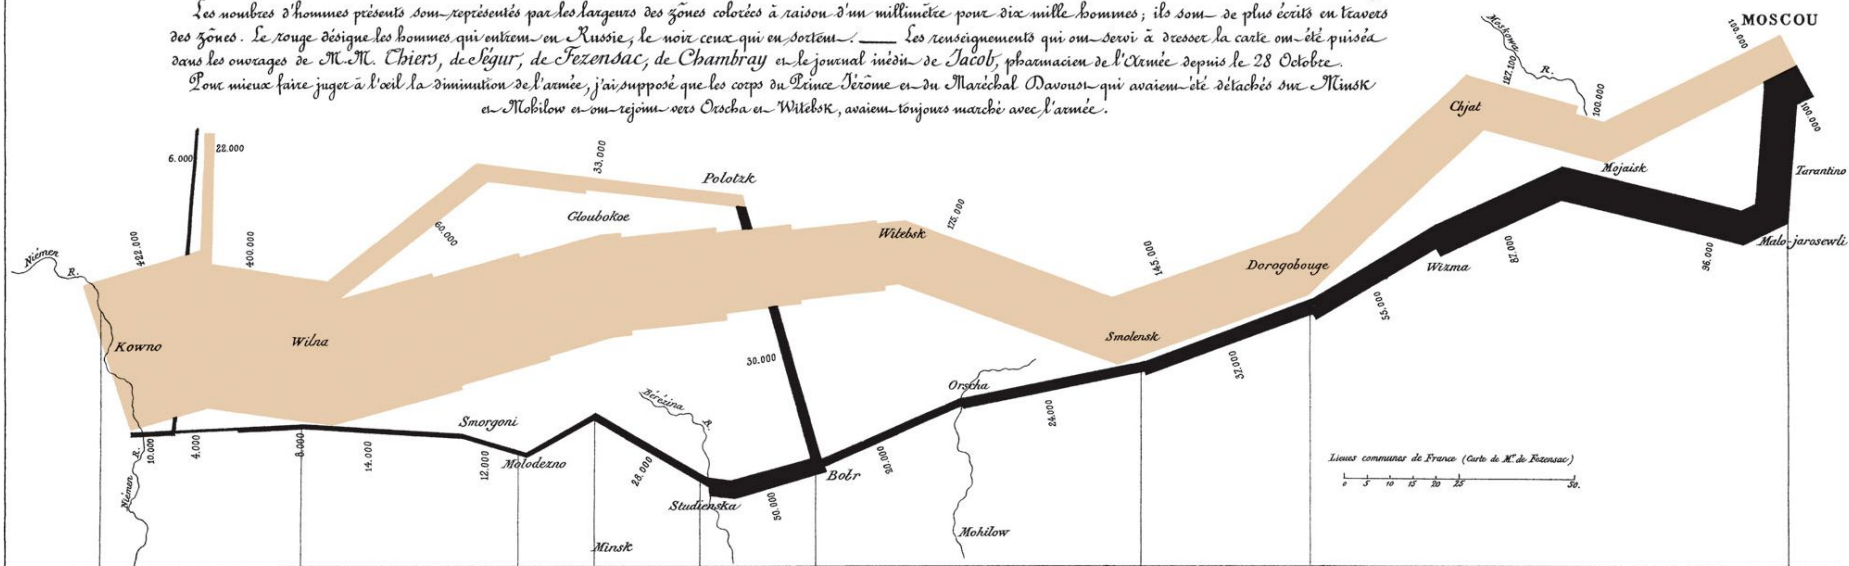 Les nombres d'hommes présents sont représentés par les largeurs des zônes colorées à raison d'un millimètre pour dix mille hommes; ils sont de plus écrits en travers
des zônes. Le rouge désigne les hommes qui entrent en Russie, le noir ceux qui en sortent. ___ Les renseignements qui ont servi à dresser la carte ont été puisés
dans les ouvrages de M.M. Thiers, de Ségur, de Fezensac, de Chambray et le journal inédit de Jacob, pharmacien de l'Armée depuis le 28 Octobre.
Pour mieux faire juger à l'œil la diminution de l'armée, j'ai supposé que les corps du Prince Jérôme et du Maréchal Davoust qui avaient été détachés sur Minsk
et Mohilow et ont rejoint vers Orscha et Witebsk, avaient toujours marché avec l'armée.
MOSCOU
100.000
Moskowa
R.
127.100
100.000
Chjat
100.000
Mojaisk
Tarantino
Malo-jarosewli
6.000
22.000
33.000
Polotzk
Gloubokoe
60.000
175.000
Witebsk
145.000
Dorogobouge
Wizma
82.000
96.000
55.000
Niémen
R.
422.000
400.000
Kowno
Wilna
Smolensk
30.000
37.000
Orscha
24.000
Bérézina
R.
Smorgoni
10.000
R.
4.000
8.000
14.000
12.000
Molodezno
28.000
20.000
Bobr
Studienska
50.000
Niémen
Minsk
Mohilow
Lieues communes de France (Carte de M. de Fezensac)
0 5 10 15 20 25 50.